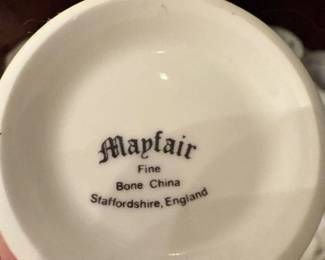 Mayfair
Fine
Bone China
Staffordshire, England